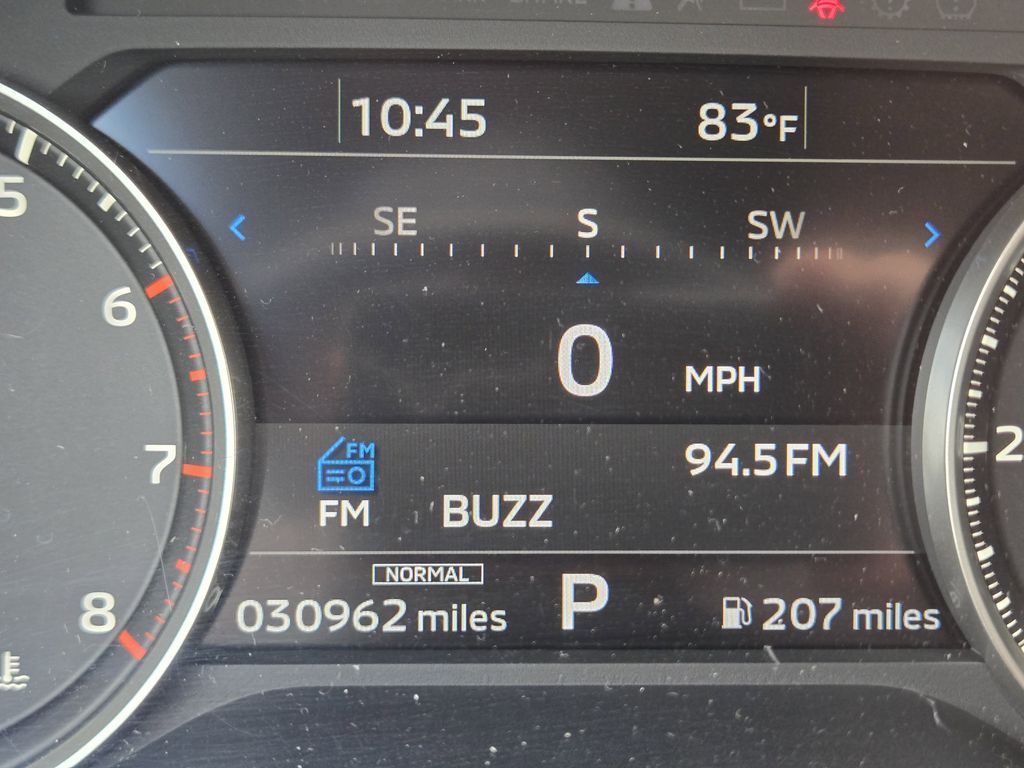 10:45 83°F
SE S SW
5
6
0 MPH
2
FM
94.5 FM
7
FM BUZZ
NORMAL
8
030962 miles P 207 miles